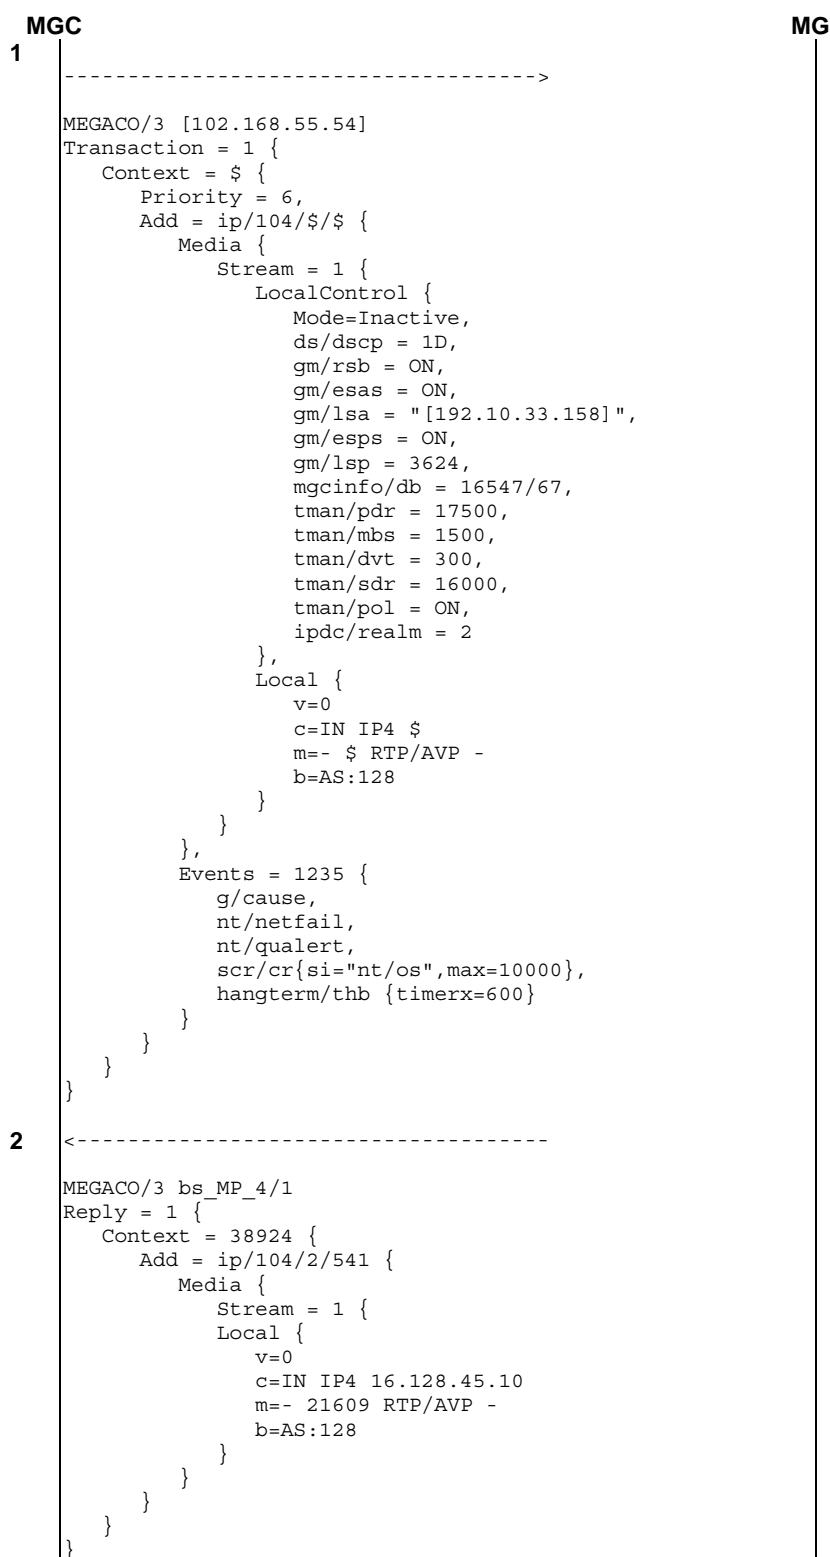 MGC MG
1
------------------------------------->
MEGACO/3 [102.168.55.54]
Transaction = 1 {
   Context = $ {
      Priority = 6,
      Add = ip/104/$/$ {
         Media {
            Stream = 1 {
               LocalControl {
                  Mode=Inactive,
                  ds/dscp = 1D,
                  gm/rsb = ON,
                  gm/esas = ON,
                  gm/lsa = "[192.10.33.158]",
                  gm/esps = ON,
                  gm/lsp = 3624,
                  mgcinfo/db = 16547/67,
                  tman/pdr = 17500,
                  tman/mbs = 1500,
                  tman/dvt = 300,
                  tman/sdr = 16000,
                  tman/pol = ON,
                  ipdc/realm = 2
               },
               Local {
                  v=0
                  c=IN IP4 $
                  m=- $ RTP/AVP -
                  b=AS:128
               }
            }
         },
         Events = 1235 {
            g/cause,
            nt/netfail,
            nt/qualert,
            scr/cr{si="nt/os",max=10000},
            hangterm/thb {timerx=600}
         }
      }
   }
}
2 <-------------------------------------
MEGACO/3 bs_MP_4/1
Reply = 1 {
   Context = 38924 {
      Add = ip/104/2/541 {
         Media {
            Stream = 1 {
            Local {
               v=0
               c=IN IP4 16.128.45.10
               m=- 21609 RTP/AVP -
               b=AS:128
            }
         }
      }
   }
}